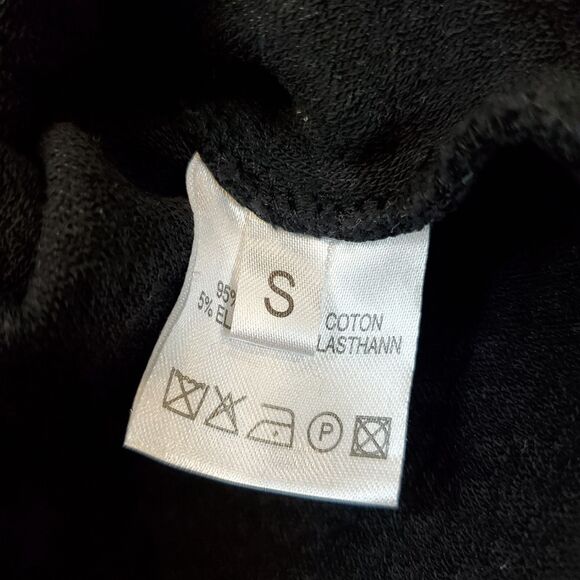 S
95% COTON
5% EL LASTHANN
P